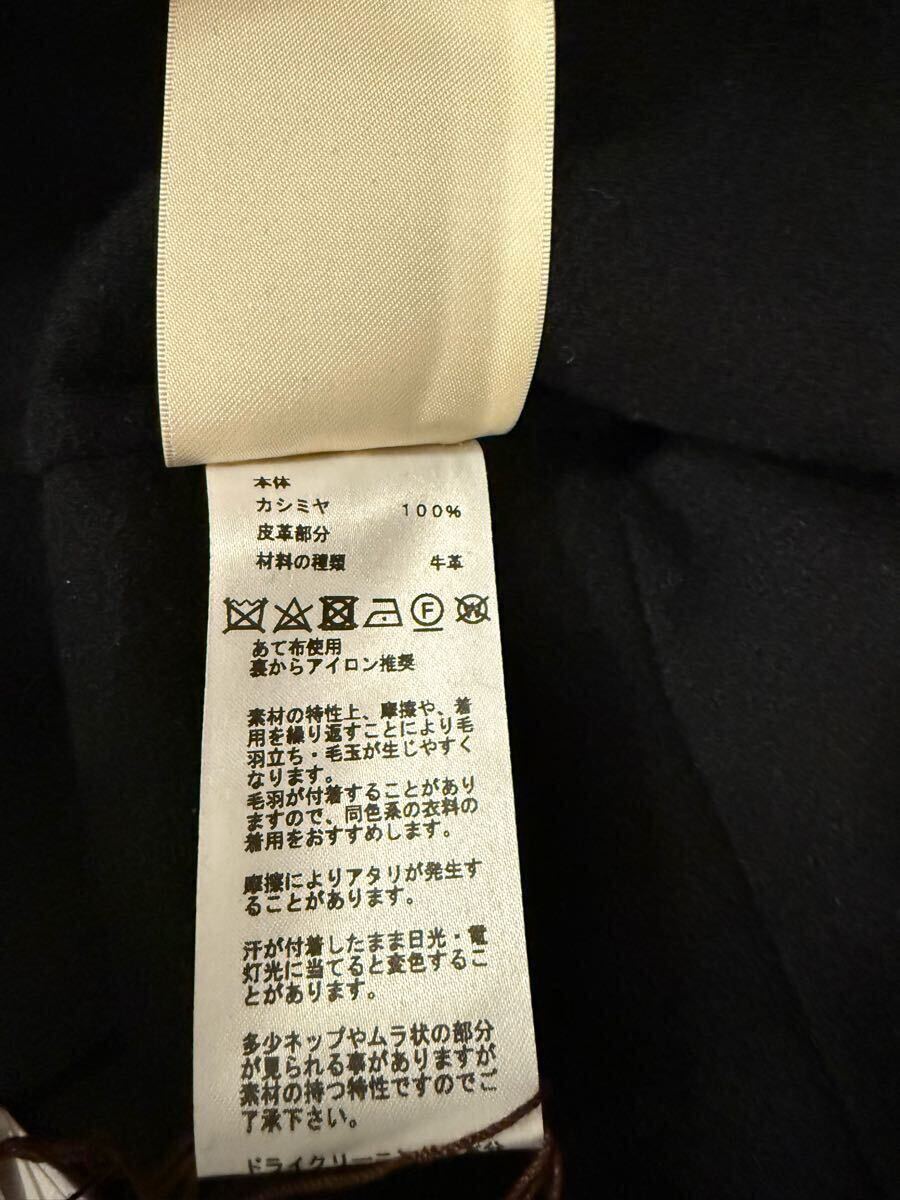 本体
カシミヤ 100%
皮革部分
材料の種類 牛革
F W
あて布使用
裏からアイロン推奨
素材の特性上、摩擦や、着
用を繰り返すことにより毛
羽立ち・毛玉が生じやすく
なります。
毛羽が付着することがあり
ますので、同色系の衣料の
着用をおすすめします。
摩擦によりアタリが発生す
ることがあります。
汗が付着したまま日光・電
灯光に当てると変色するこ
とがあります。
多少ネップやムラ状の部分
が見られる事がありますが
素材の持つ特性ですのでご
了承下さい。
ドライクリーニン